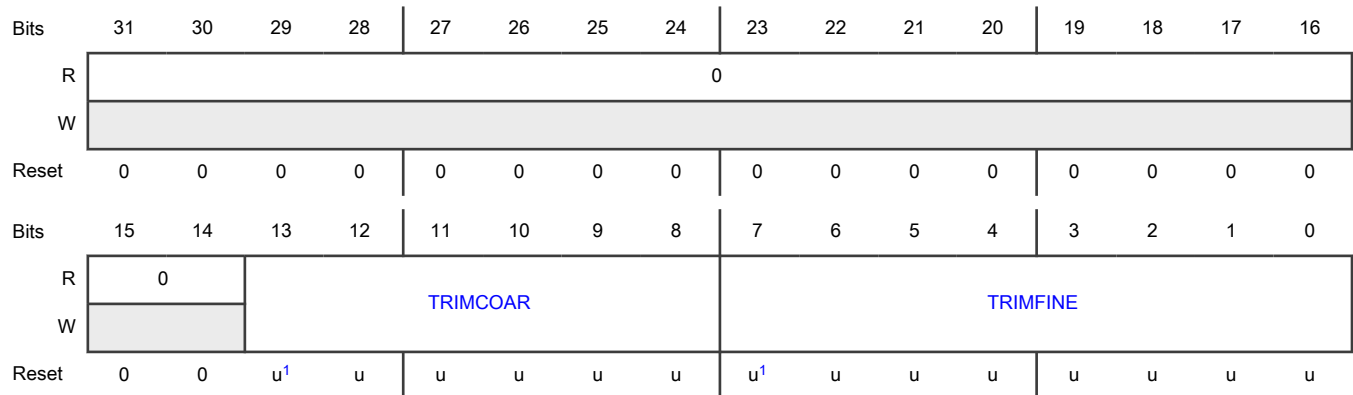 Bits 31 30 29 28 27 26 25 24 23 22 21 20 19 18 17 16
R 0
W
Reset 0 0 0 0 0 0 0 0 0 0 0 0 0 0 0 0
Bits 15 14 13 12 11 10 9 8 7 6 5 4 3 2 1 0
R 0 TRIMCOAR TRIMFINE
W
Reset 0 0 u1 u u u u u u1 u u u u u u u